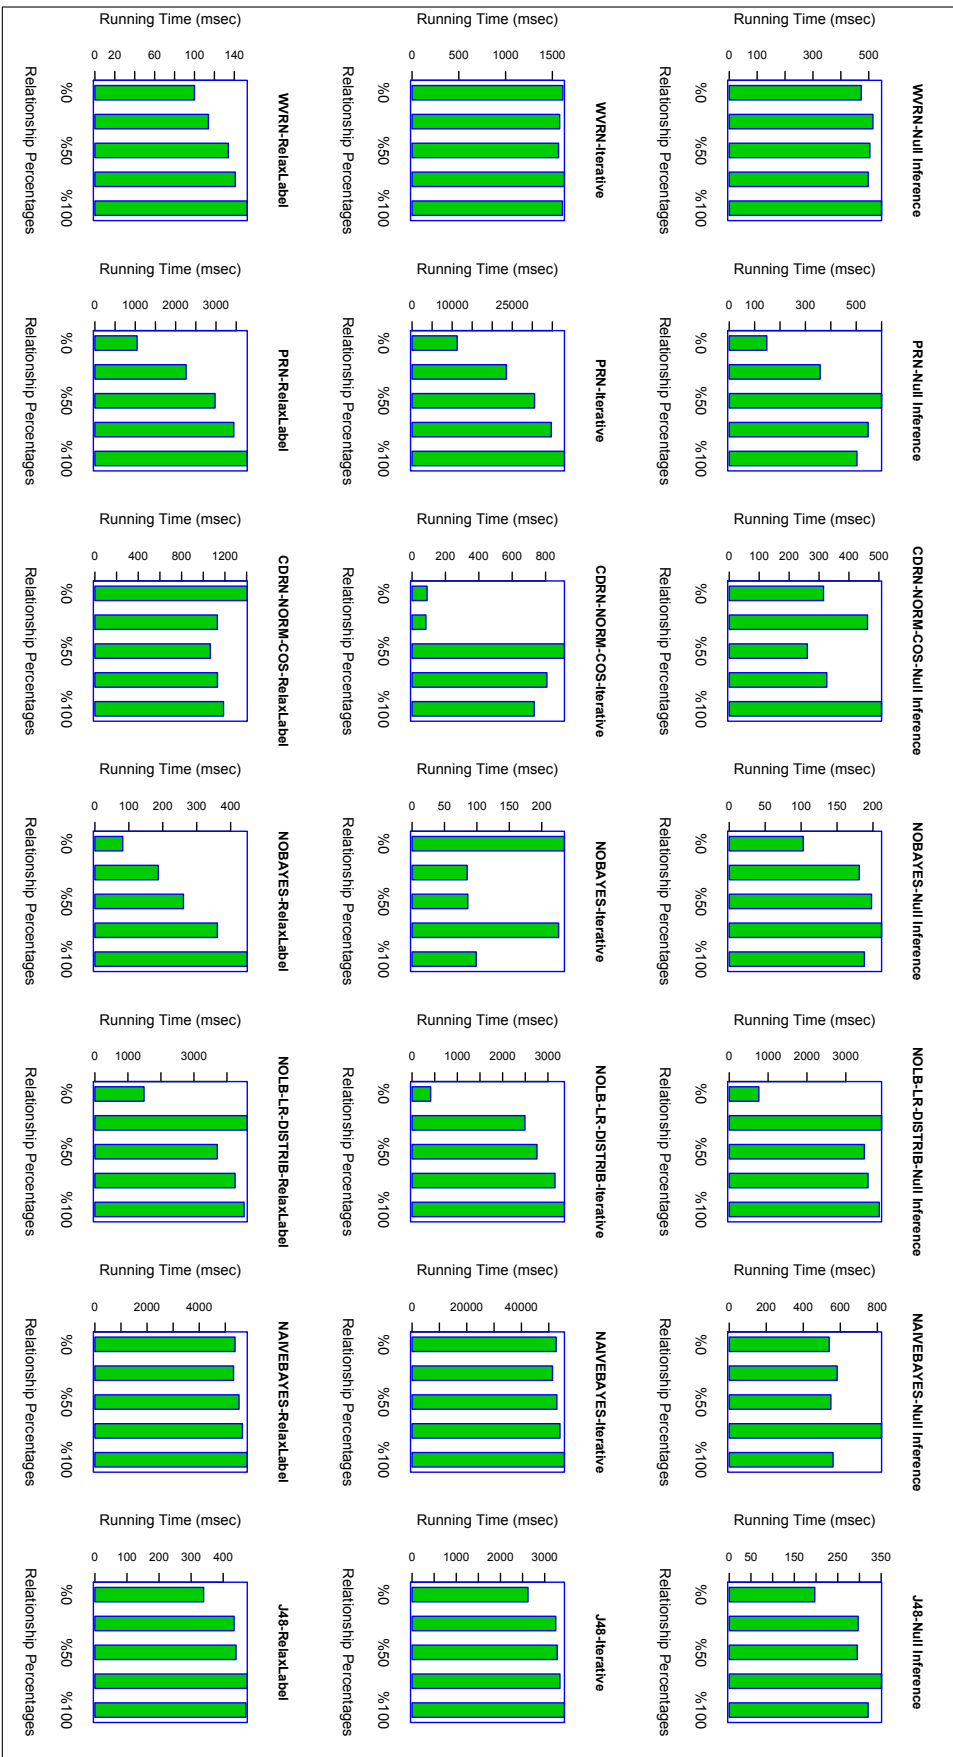 WVRN-Null Inference
Running Time (msec)
0 100 300 500
%0 %50 %100
Relationship Percentages
PRN-Null Inference
Running Time (msec)
0 100 300 500
%0 %50 %100
Relationship Percentages
CDRN-NORM-COS-Null Inference
Running Time (msec)
0 100 200 300 400 500
%0 %50 %100
Relationship Percentages
NOBAYES-Null Inference
Running Time (msec)
0 50 100 150 200
%0 %50 %100
Relationship Percentages
NOLB-LR-DISTRIB-Null Inference
Running Time (msec)
0 1000 3000
%0 %50 %100
Relationship Percentages
NAIVEBAYES-Null Inference
Running Time (msec)
0 200 400 600 800
%0 %50 %100
Relationship Percentages
J48-Null Inference
Running Time (msec)
0 50 150 250 350
%0 %50 %100
Relationship Percentages
WVRN-Iterative
Running Time (msec)
0 500 1000 1500
%0 %50 %100
Relationship Percentages
PRN-Iterative
Running Time (msec)
0 10000 25000
%0 %50 %100
Relationship Percentages
CDRN-NORM-COS-Iterative
Running Time (msec)
0 200 400 600 800
%0 %50 %100
Relationship Percentages
NOBAYES-Iterative
Running Time (msec)
0 50 100 150 200
%0 %50 %100
Relationship Percentages
NOLB-LR-DISTRIB-Iterative
Running Time (msec)
0 1000 2000 3000
%0 %50 %100
Relationship Percentages
NAIVEBAYES-Iterative
Running Time (msec)
0 20000 40000
%0 %50 %100
Relationship Percentages
J48-Iterative
Running Time (msec)
0 1000 2000 3000
%0 %50 %100
Relationship Percentages
WVRN-RelaxLabel
Running Time (msec)
0 20 60 100 140
%0 %50 %100
Relationship Percentages
PRN-RelaxLabel
Running Time (msec)
0 1000 2000 3000
%0 %50 %100
Relationship Percentages
CDRN-NORM-COS-RelaxLabel
Running Time (msec)
0 400 800 1200
%0 %50 %100
Relationship Percentages
NOBAYES-RelaxLabel
Running Time (msec)
0 100 200 300 400
%0 %50 %100
Relationship Percentages
NOLB-LR-DISTRIB-RelaxLabel
Running Time (msec)
0 1000 3000
%0 %50 %100
Relationship Percentages
NAIVEBAYES-RelaxLabel
Running Time (msec)
0 2000 4000
%0 %50 %100
Relationship Percentages
J48-RelaxLabel
Running Time (msec)
0 100 200 300 400
%0 %50 %100
Relationship Percentages